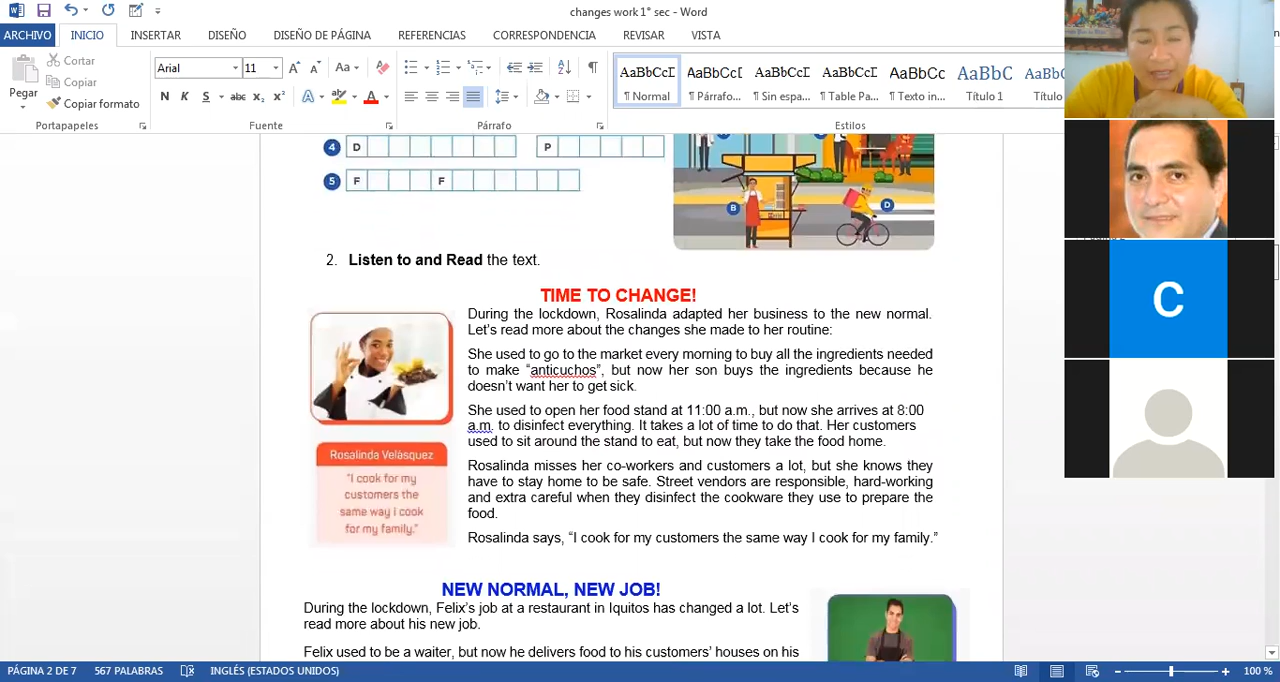 changes work 1° sec - Word
ARCHIVO INICIO INSERTAR DISEÑO DISEÑO DE PÁGINA REFERENCIAS CORRESPONDENCIA REVISAR VISTA
Pegar
Cortar
Copiar
Copiar formato
Portapapeles
Arial 11
N K S abc x₂ x²
Fuente
Párrafo
AaBbCcI AaBbCcI AaBbCcI AaBbCcI AaBbCc AaBbC AaBbC
¶ Normal ¶ Párrafo... ¶ Sin espa... ¶ Table Pa... ¶ Texto in... Título 1 Título
Estilos
4 D P
5 F F
B D
2. Listen to and Read the text.
TIME TO CHANGE!
During the lockdown, Rosalinda adapted her business to the new normal.
Let's read more about the changes she made to her routine:
She used to go to the market every morning to buy all the ingredients needed
to make "anticuchos", but now her son buys the ingredients because he
doesn't want her to get sick.
She used to open her food stand at 11:00 a.m., but now she arrives at 8:00
a.m. to disinfect everything. It takes a lot of time to do that. Her customers
used to sit around the stand to eat, but now they take the food home.
Rosalinda misses her co-workers and customers a lot, but she knows they
have to stay home to be safe. Street vendors are responsible, hard-working
and extra careful when they disinfect the cookware they use to prepare the
food.
Rosalinda says, "I cook for my customers the same way I cook for my family."
Rosalinda Velásquez
"I cook for my
customers the
same way i cook
for my family."
NEW NORMAL, NEW JOB!
During the lockdown, Felix's job at a restaurant in Iquitos has changed a lot. Let's
read more about his new job.
Felix used to be a waiter, but now he delivers food to his customers' houses on his
C
PÁGINA 2 DE 7 567 PALABRAS INGLÉS (ESTADOS UNIDOS) 100 %